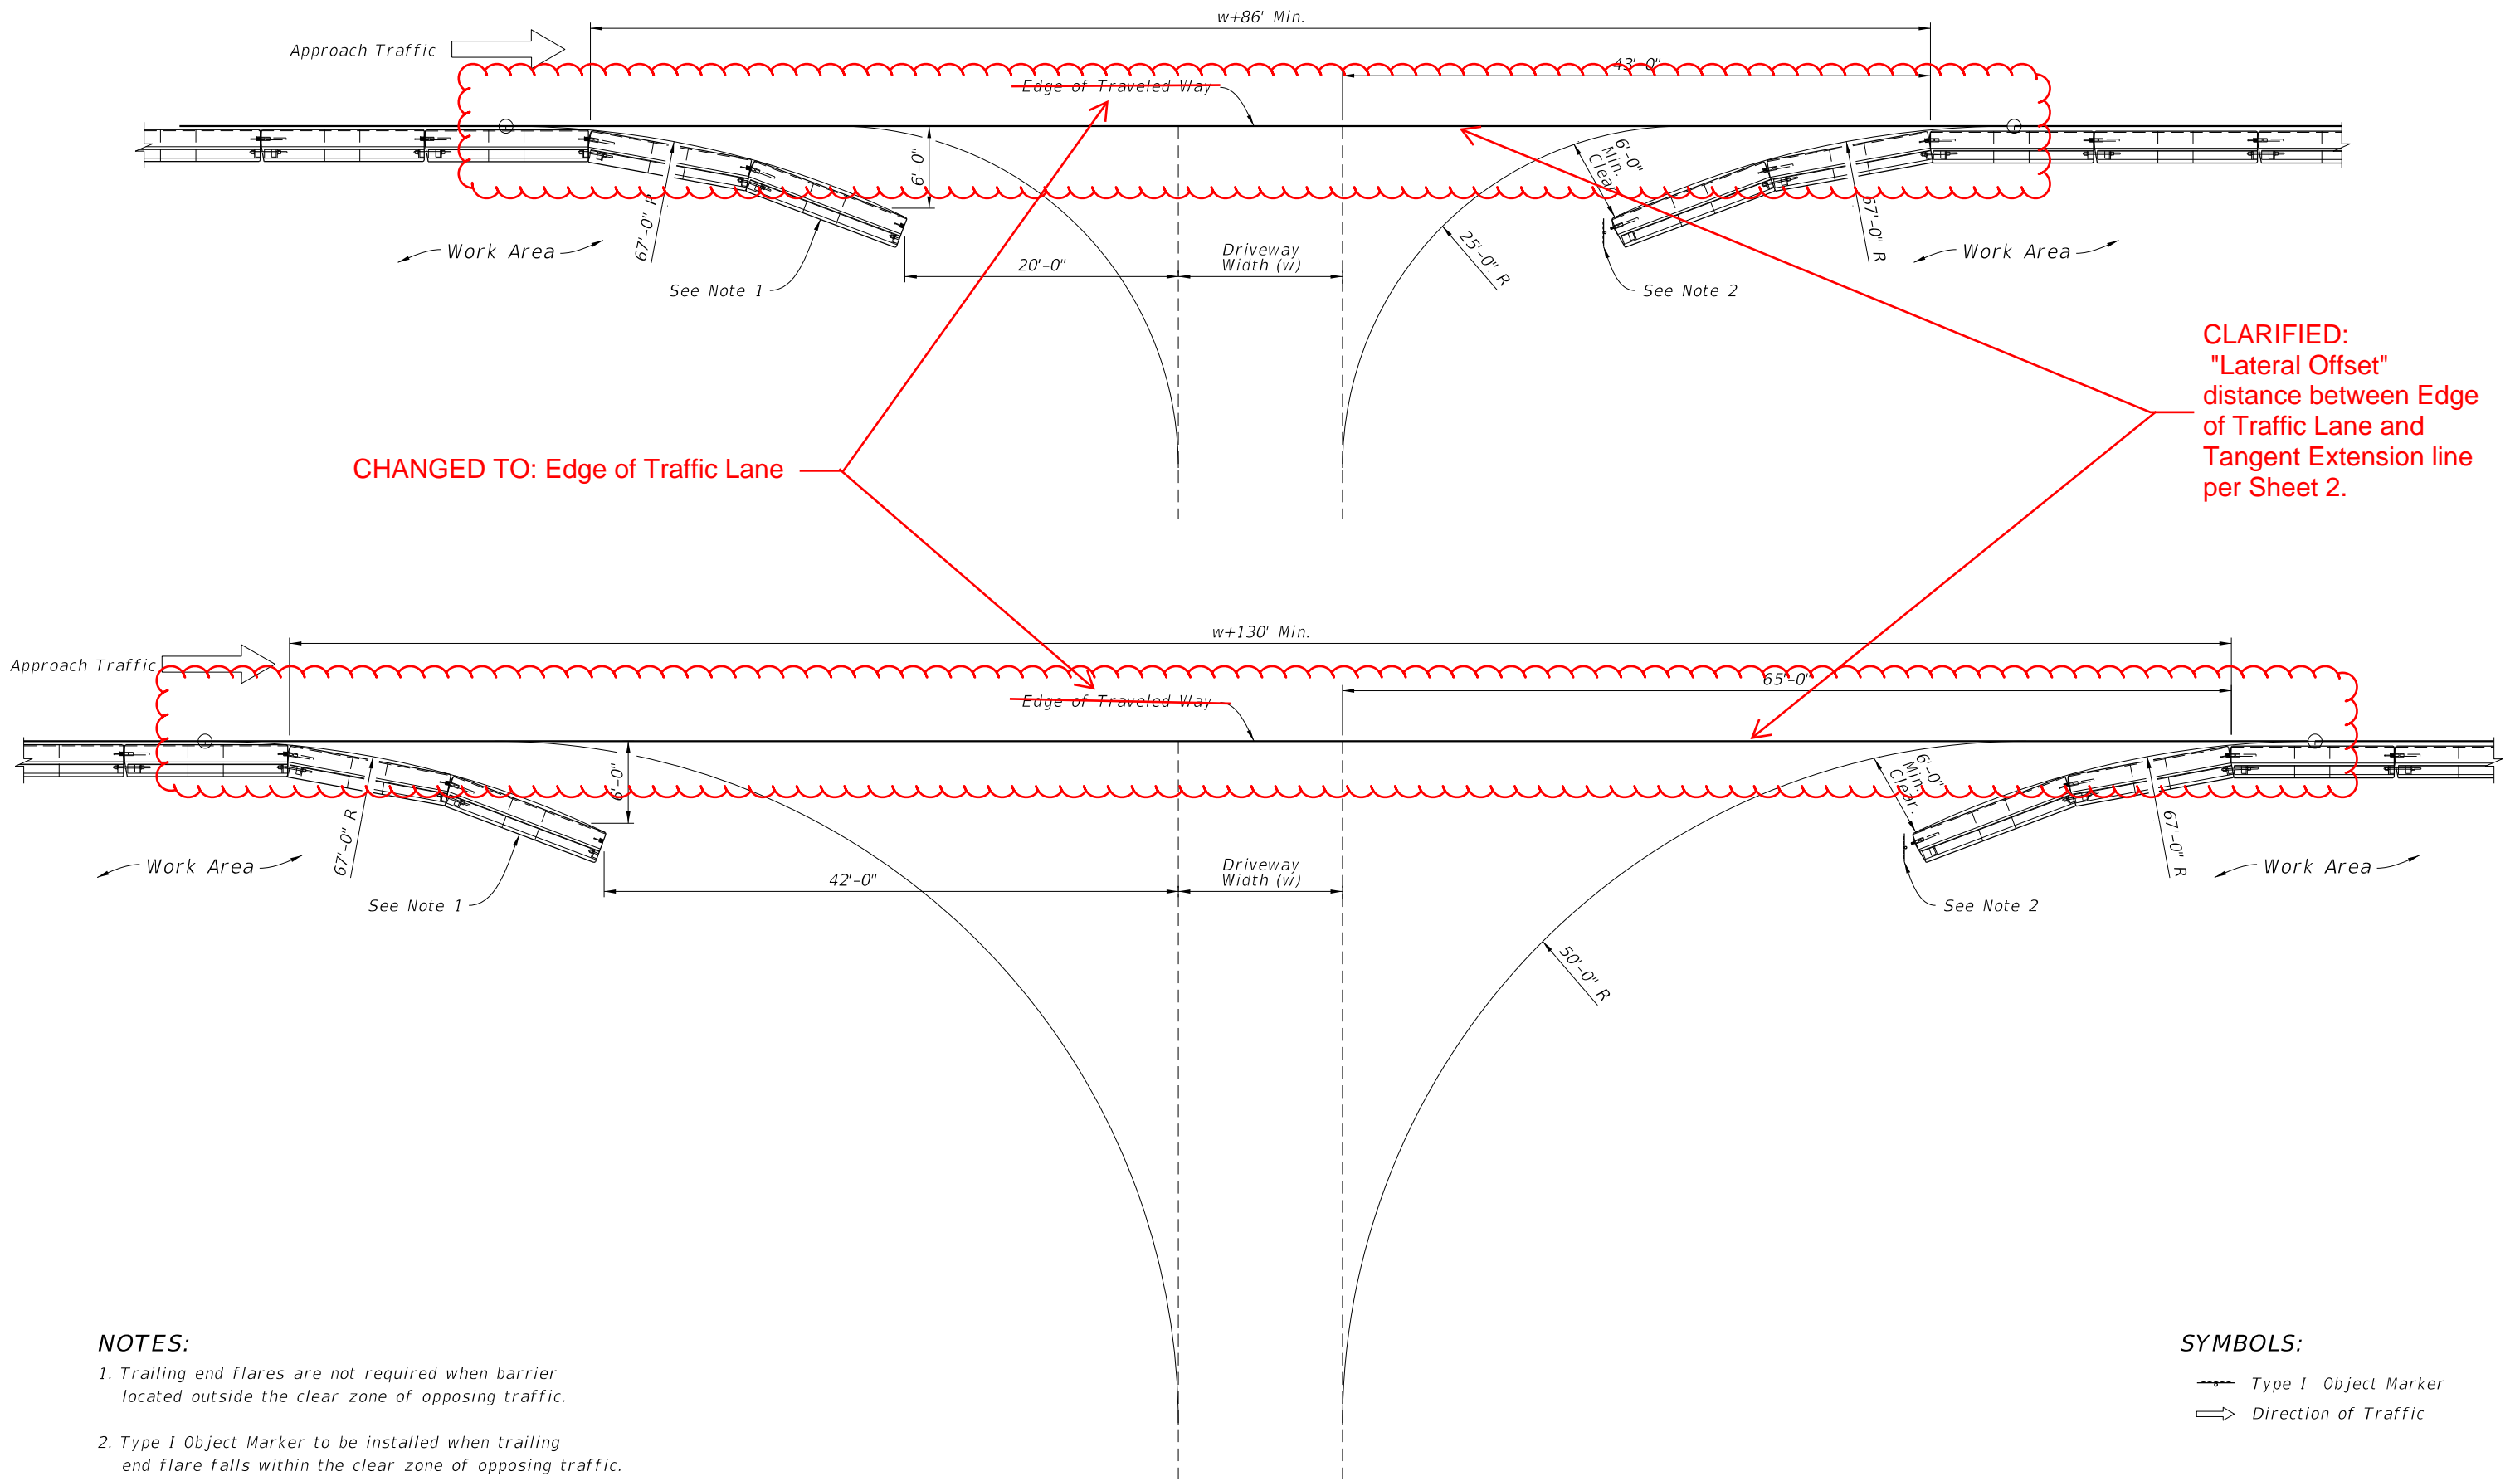 w+86' Min.
Approach Traffic
43'-0"
Edge of Traveled Way
6'-0"
6'-0"
Min.
Clear
67'-0" R
67'-0" R
Work Area
Work Area
20'-0"
Driveway
Width (w)
25'-0" R
See Note 1
See Note 2
CLARIFIED:
"Lateral Offset"
distance between Edge
of Traffic Lane and
Tangent Extension line
per Sheet 2.
CHANGED TO: Edge of Traffic Lane
w+130' Min.
Approach Traffic
65'-0"
Edge of Traveled Way
6'-0"
6'-0"
Min.
Clear.
67'-0" R
67'-0" R
Work Area
Work Area
42'-0"
Driveway
Width (w)
See Note 1
See Note 2
50'-0" R
NOTES:
1. Trailing end flares are not required when barrier
located outside the clear zone of opposing traffic.
2. Type I Object Marker to be installed when trailing
end flare falls within the clear zone of opposing traffic.
SYMBOLS:
Type I Object Marker
Direction of Traffic